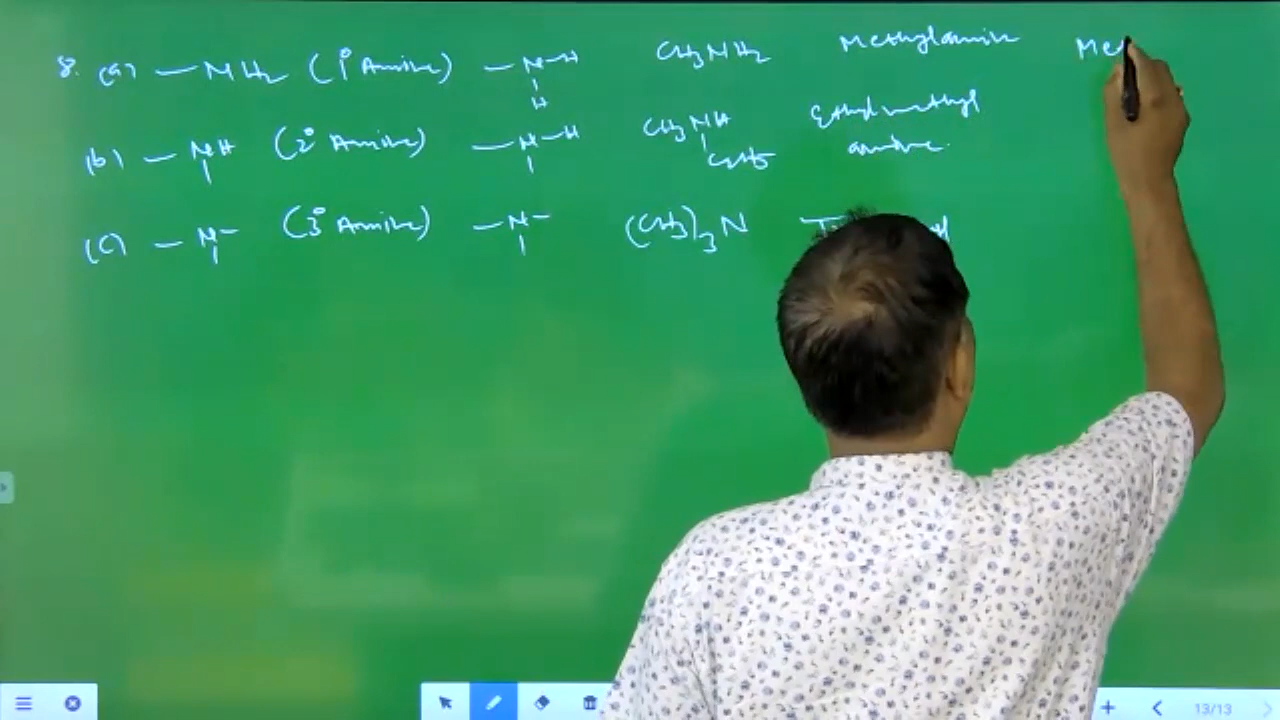 8. (a) —NH2 (1° Amine) —N—H CH3NH2 Methylamine Met
H
(b) —NH (2° Amine) —N—H CH3NH Ethylmethyl
C2H5 amine.
(c) —N— (3° Amine) —N— (CH3)3N
13/13